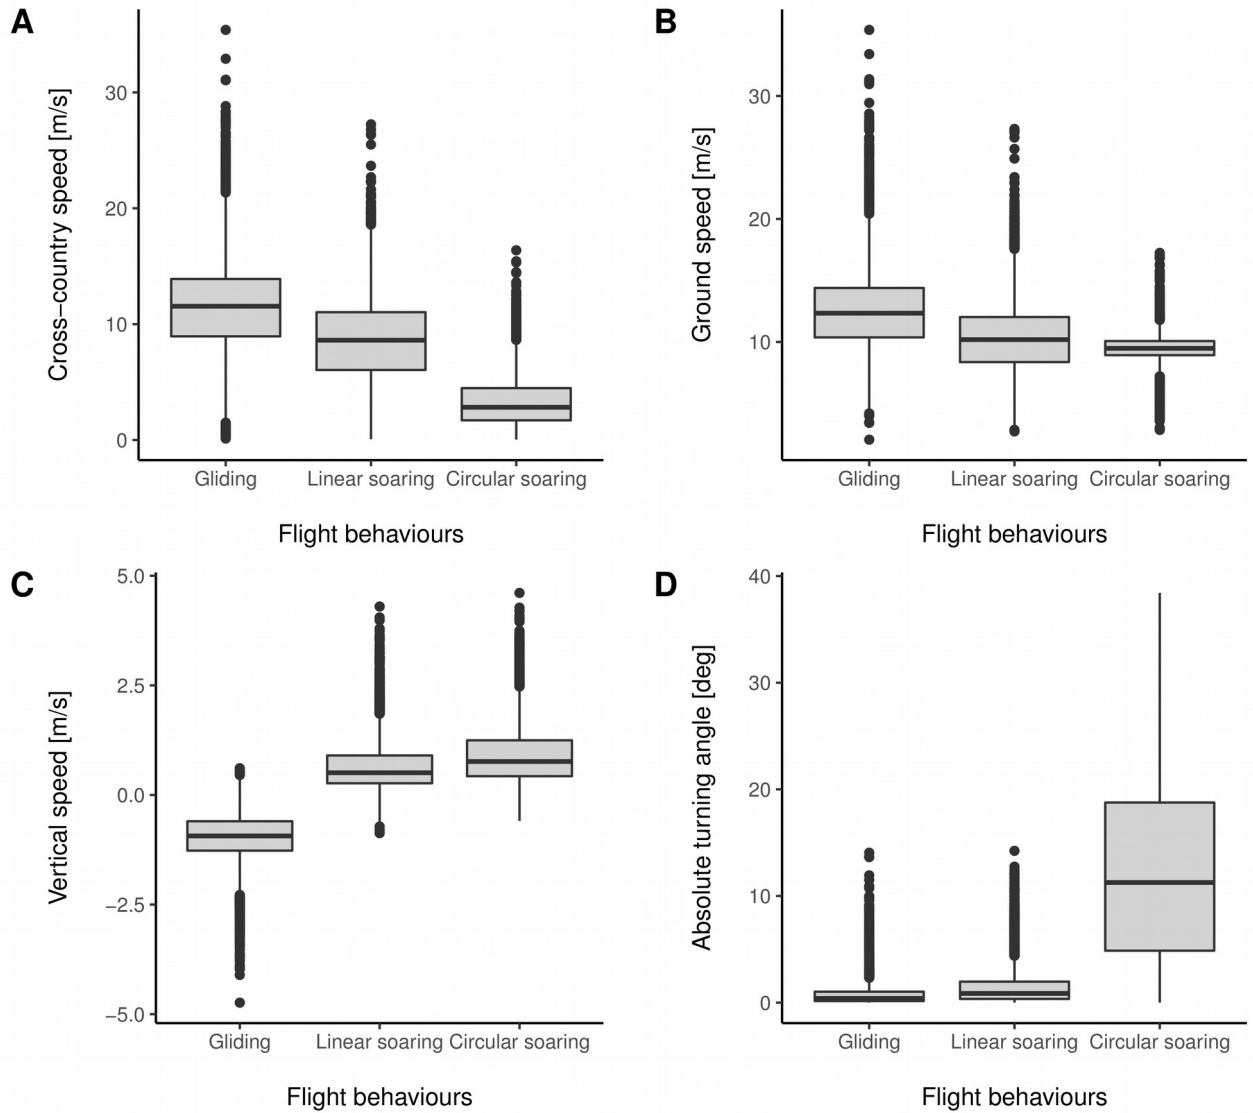 A
Cross−country speed [m/s]
30
20
10
0
Gliding Linear soaring Circular soaring
Flight behaviours
B
Ground speed [m/s]
30
20
10
Gliding Linear soaring Circular soaring
Flight behaviours
C
Vertical speed [m/s]
5.0
2.5
0.0
−2.5
−5.0
Gliding Linear soaring Circular soaring
Flight behaviours
D
Absolute turning angle [deg]
40
30
20
10
0
Gliding Linear soaring Circular soaring
Flight behaviours